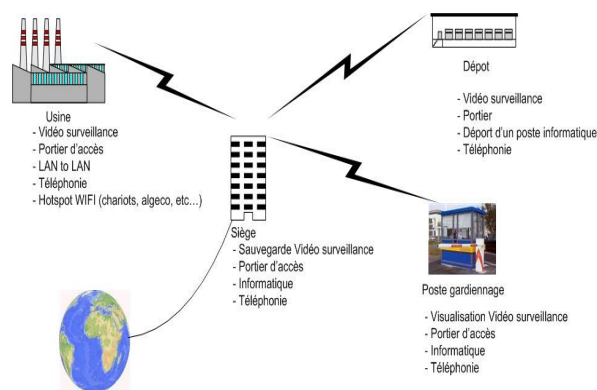 Usine
- Vidéo surveillance
- Portier d'accès
- LAN to LAN
- Téléphonie
- Hotspot WIFI (chariots, algeco, etc…)
Dépot
- Vidéo surveillance
- Portier
- Déport d'un poste informatique
- Téléphonie
Siège
- Sauvegarde Vidéo surveillance
- Portier d'accès
- Informatique
- Téléphonie
Poste gardiennage
- Visualisation Vidéo surveillance
- Portier d'accès
- Informatique
- Téléphonie